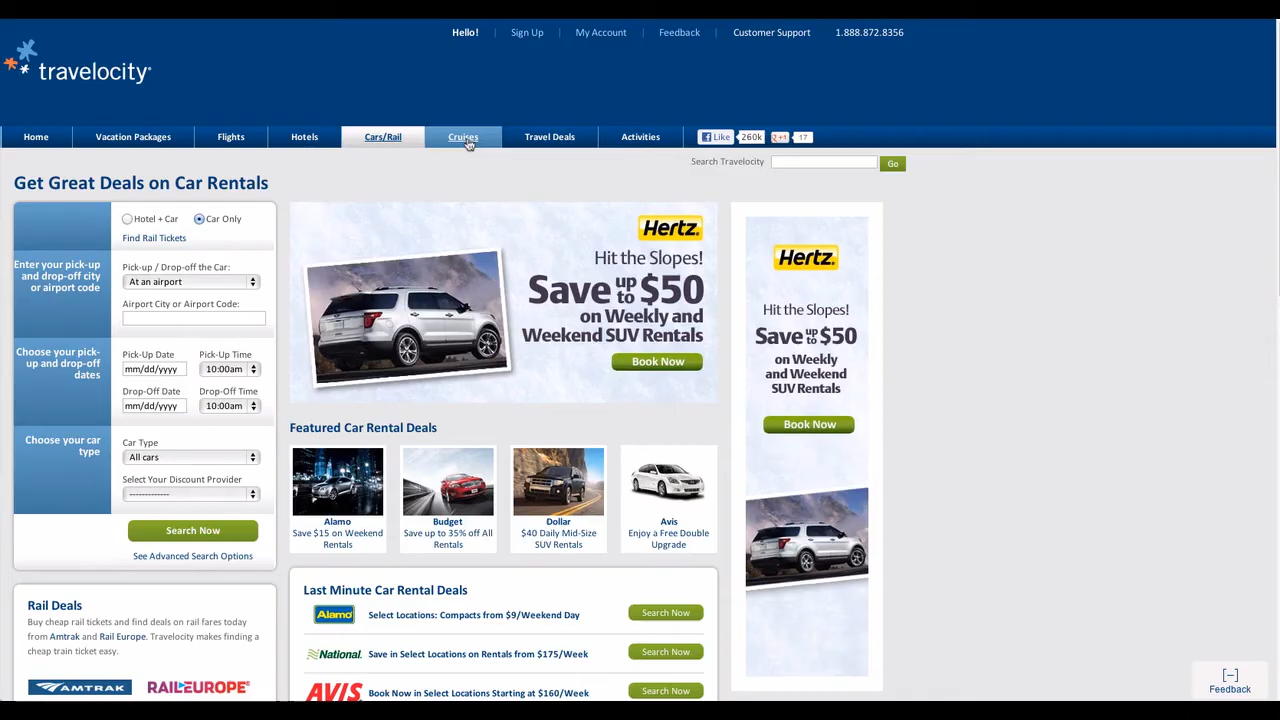 Hello!
Sign Up
My Account
Feedback
Customer Support
1.888.872.8356
travelocity
Home
Vacation Packages
Flights
Hotels
Cars/Rail
Cruises
Travel Deals
Activities
Like
260k
+1
17
Search Travelocity
Go
Get Great Deals on Car Rentals
Hotel + Car
Car Only
Find Rail Tickets
Enter your pick-up
and drop-off city
or airport code
Pick-up / Drop-off the Car:
At an airport
Airport City or Airport Code:
Choose your pick-
up and drop-off
dates
Pick-Up Date
Pick-Up Time
mm/dd/yyyy
10:00am
Drop-Off Date
Drop-Off Time
mm/dd/yyyy
10:00am
Choose your car
type
Car Type
All cars
Select Your Discount Provider
-------------
Search Now
See Advanced Search Options
Rail Deals
Buy cheap rail tickets and find deals on rail fares today
from Amtrak and Rail Europe. Travelocity makes finding a
cheap train ticket easy.
AMTRAK
RAILEUROPE
Hertz.
Hit the Slopes!
Save up to $50
on Weekly and
Weekend SUV Rentals
Book Now
Featured Car Rental Deals
Alamo
Save $15 on Weekend
Rentals
Budget
Save up to 35% off All
Rentals
Dollar
$40 Daily Mid-Size
SUV Rentals
Avis
Enjoy a Free Double
Upgrade
Last Minute Car Rental Deals
Alamo
Select Locations: Compacts from $9/Weekend Day
Search Now
National.
Save in Select Locations on Rentals from $175/Week
Search Now
AVIS
Book Now in Select Locations Starting at $160/Week
Search Now
Hertz.
Hit the Slopes!
Save up to $50
on Weekly
and Weekend
SUV Rentals
Book Now
[–]
Feedback